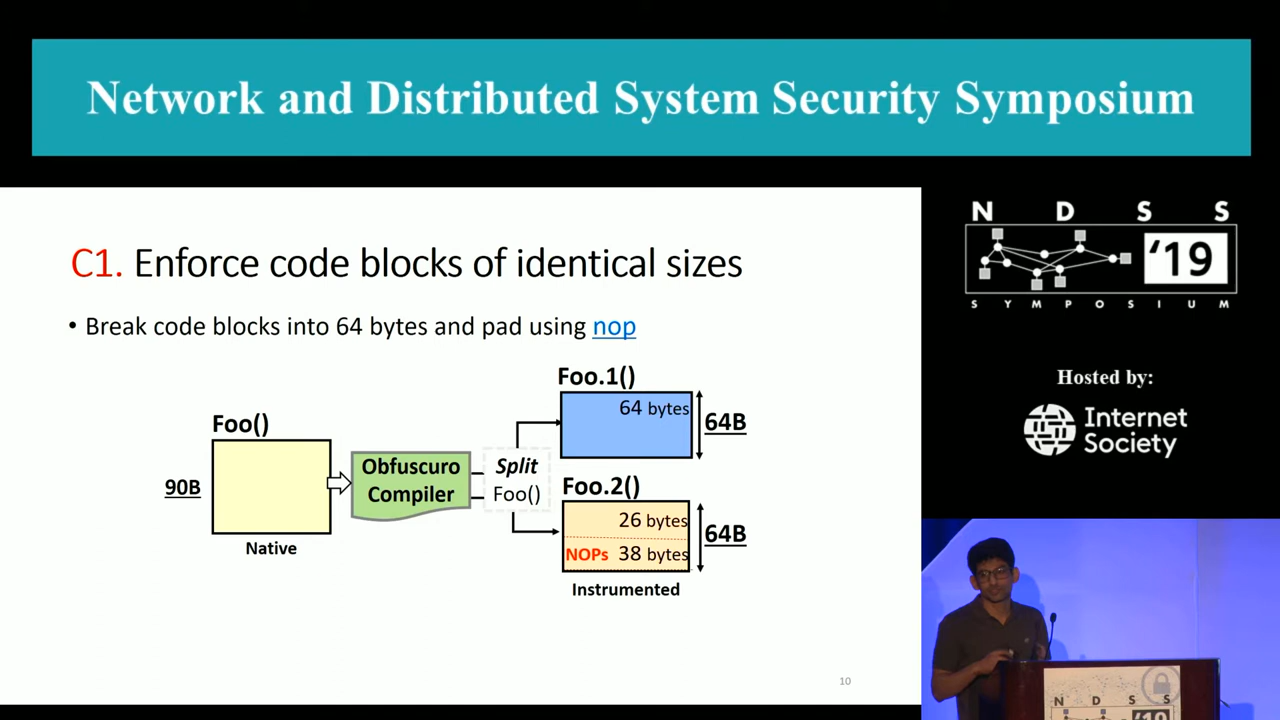 Network and Distributed System Security Symposium
N D S S
'19
S Y M P O S I U M
Hosted by:
Internet
Society
C1. Enforce code blocks of identical sizes
• Break code blocks into 64 bytes and pad using nop
Foo()
90B
Native
Obfuscuro
Compiler
Split
Foo()
Foo.1()
64 bytes
64B
Foo.2()
26 bytes
NOPs 38 bytes
64B
Instrumented
10
N D S S
'19